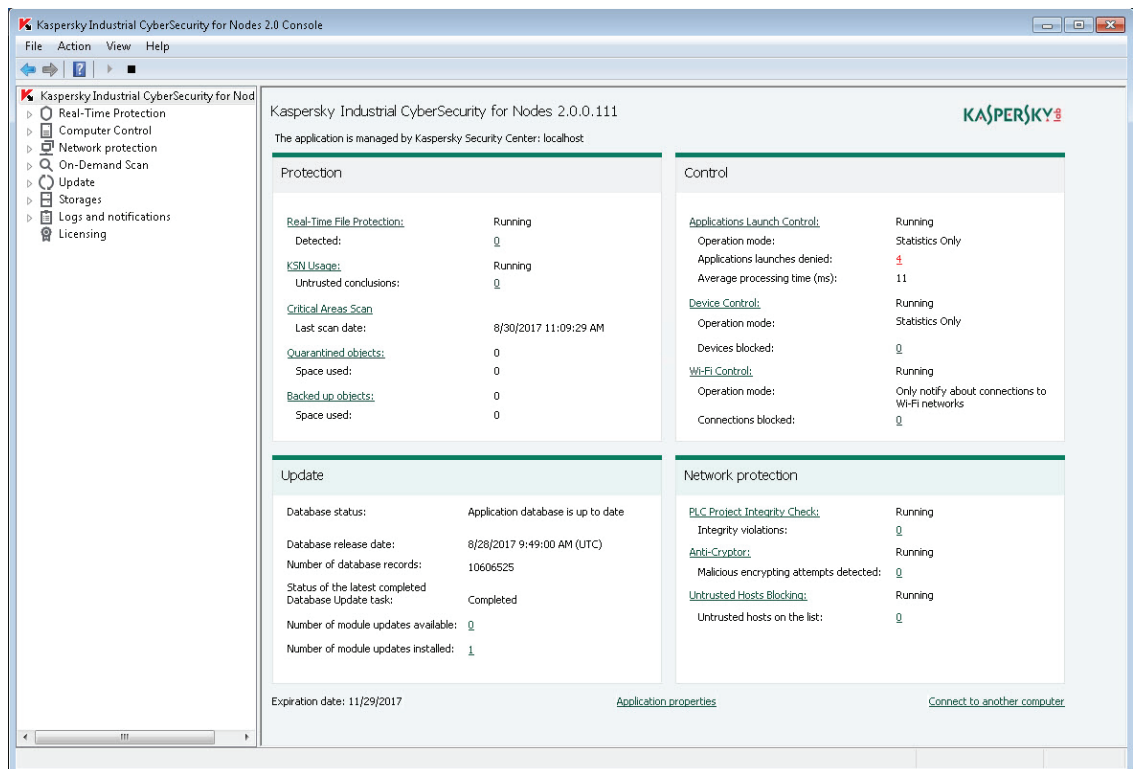 Kaspersky Industrial CyberSecurity for Nodes 2.0 Console
File Action View Help
Kaspersky Industrial CyberSecurity for Nod
Real-Time Protection
Computer Control
Network protection
On-Demand Scan
Update
Storages
Logs and notifications
Licensing
Kaspersky Industrial CyberSecurity for Nodes 2.0.0.111
KASPERSKY lab
The application is managed by Kaspersky Security Center: localhost
Protection
Real-Time File Protection: Running
Detected: 0
KSN Usage: Running
Untrusted conclusions: 0
Critical Areas Scan
Last scan date: 8/30/2017 11:09:29 AM
Quarantined objects: 0
Space used: 0
Backed up objects: 0
Space used: 0
Control
Applications Launch Control: Running
Operation mode: Statistics Only
Applications launches denied: 4
Average processing time (ms): 11
Device Control: Running
Operation mode: Statistics Only
Devices blocked: 0
Wi-Fi Control: Running
Operation mode: Only notify about connections to
Wi-Fi networks
Connections blocked: 0
Update
Database status: Application database is up to date
Database release date: 8/28/2017 9:49:00 AM (UTC)
Number of database records: 10606525
Status of the latest completed
Database Update task: Completed
Number of module updates available: 0
Number of module updates installed: 1
Network protection
PLC Project Integrity Check: Running
Integrity violations: 0
Anti-Cryptor: Running
Malicious encrypting attempts detected: 0
Untrusted Hosts Blocking: Running
Untrusted hosts on the list: 0
Expiration date: 11/29/2017 Application properties Connect to another computer